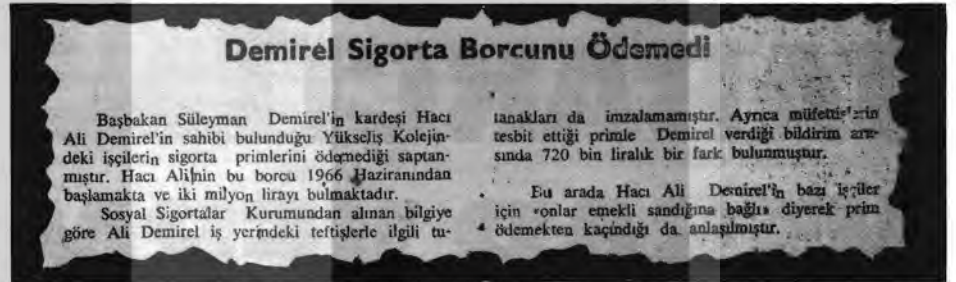 Demirel Sigorta Borcunu Ödemedi
Başbakan Süleyman Demirel'in kardeşi Hacı
Ali Demirel'in sahibi bulunduğu Yükseliş Kolejin-
deki işçilerin sigorta primlerini ödemediği saptan-
mıştır. Hacı Ali'nin bu borcu 1966 Haziranından
başlamakta ve iki milyon lirayı bulmaktadır.
Sosyal Sigortalar Kurumundan alınan bilgiye
göre Ali Demirel iş yerindeki teftişlerle ilgili tu-
tanakları da imzalamamıştır. Ayrıca müfettişlerin
tesbit ettiği primle Demirel verdiği bildirim ara-
sında 720 bin liralık bir fark bulunmuştur.
Bu arada Hacı Ali Demirel'in bazı işçiler
için «onlar emekli sandığına bağlı» diyerek prim
ödemekten kaçındığı da anlaşılmıştır.